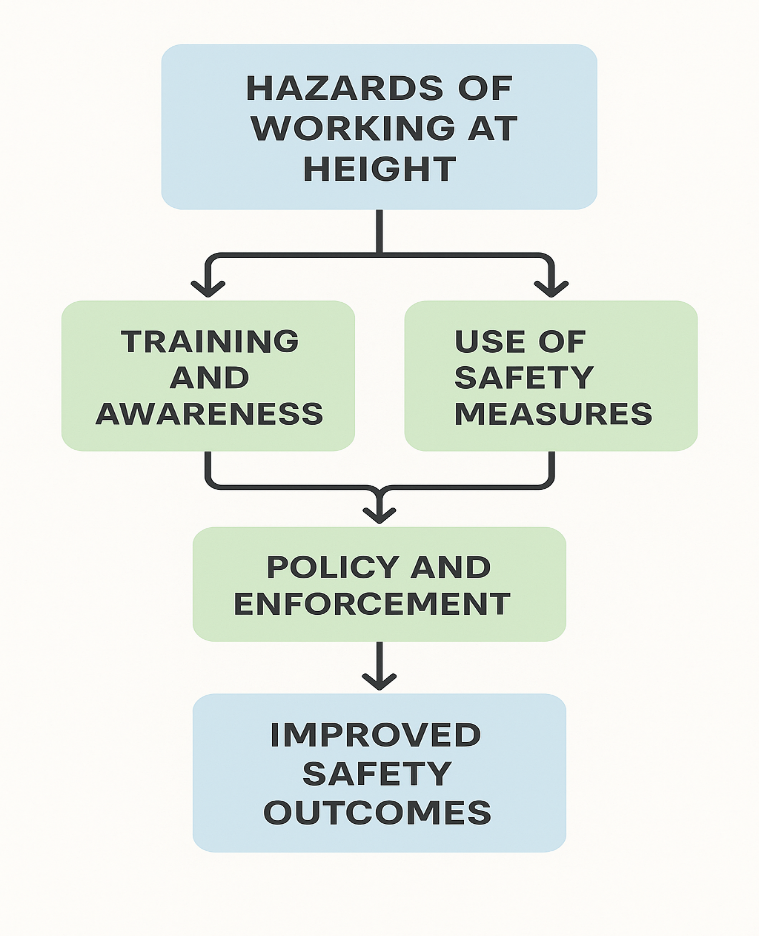 HAZARDS OF
WORKING AT
HEIGHT
TRAINING
AND
AWARENESS
USE OF
SAFETY
MEASURES
POLICY AND
ENFORCEMENT
IMPROVED
SAFETY
OUTCOMES